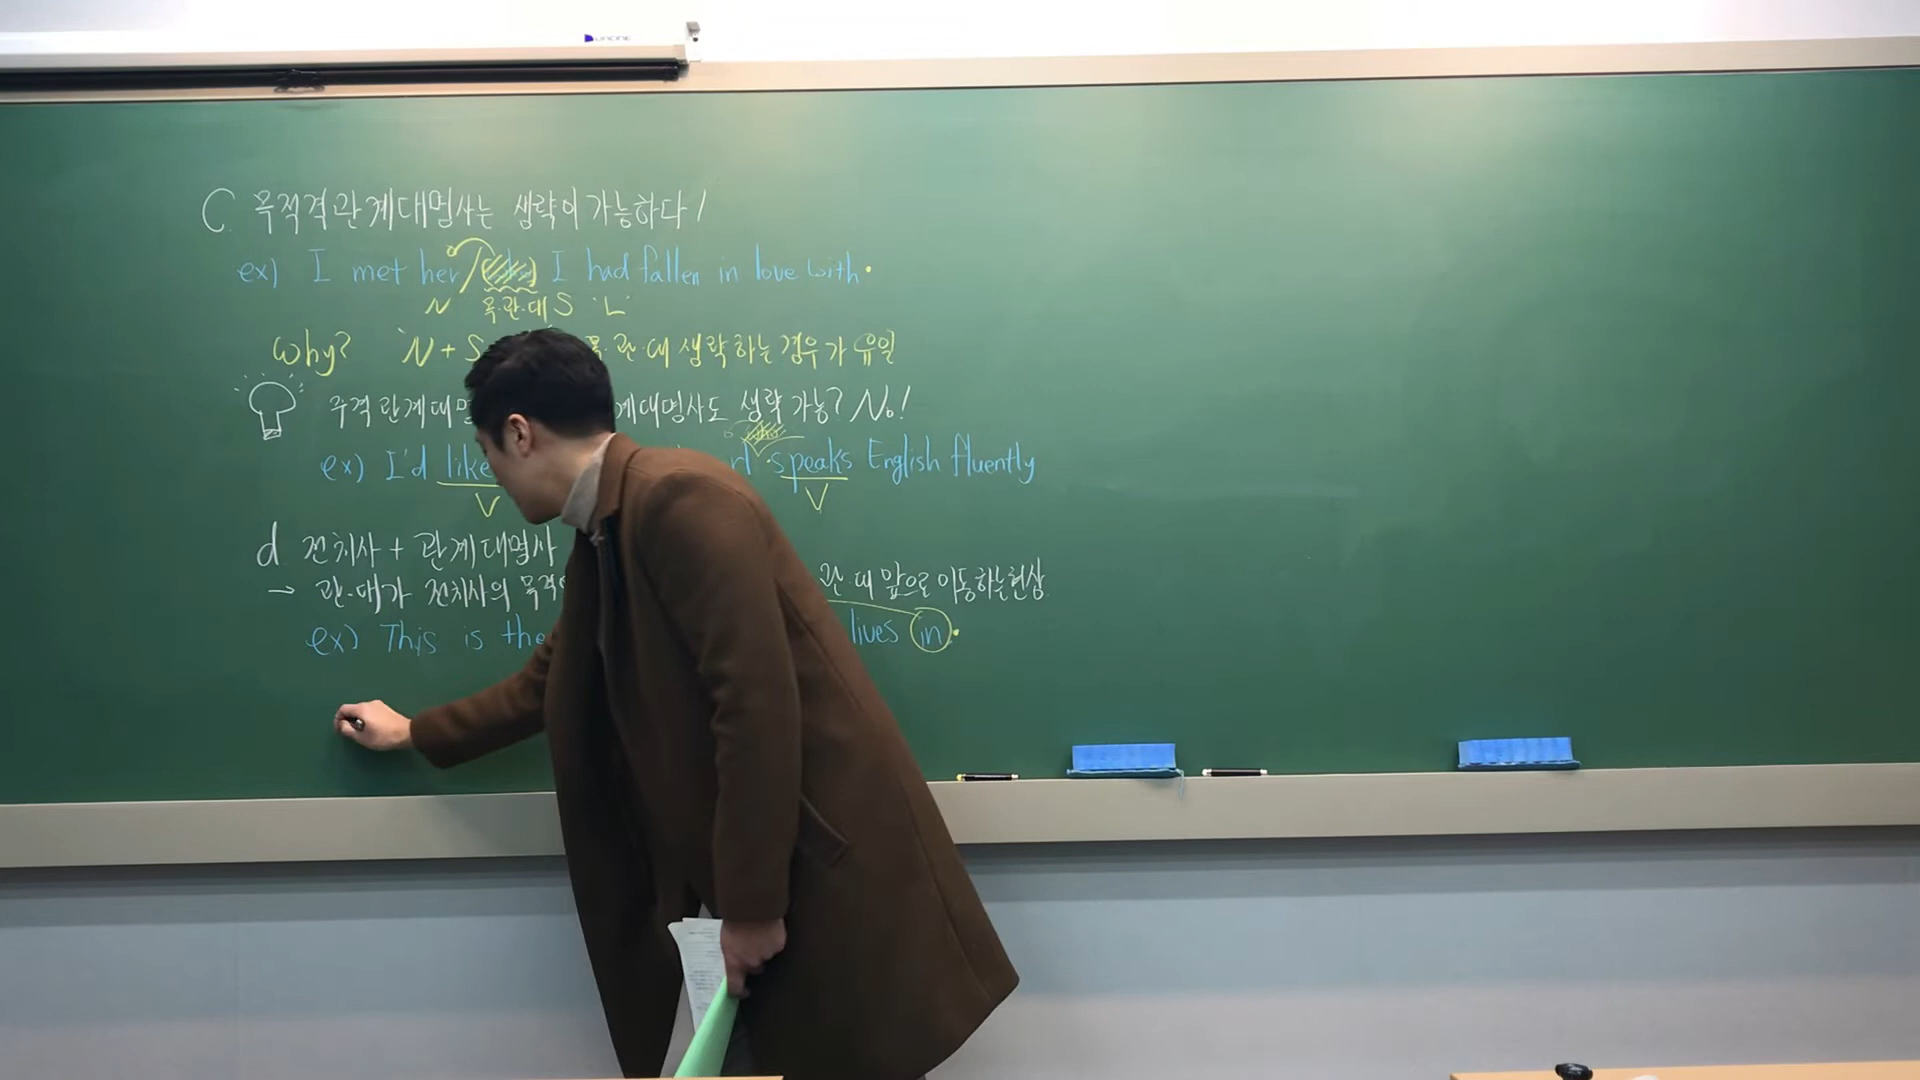 C. 목적격 관계대명사는 생략이 가능하다!
ex) I met her / ( ) I had fallen in love with.
N 목·관·대 S 'L'
Why? N + S 목·관·대 생략하는 경우가 유일
주격 관계대명 계대명사도 생략 가능? No!
ex) I'd like speaks English fluently
V V
d 전치사 + 관계대명사
→ 관·대가 전치사의 목적 관·대 앞으로 이동하는 현상
ex) This is the lives in.